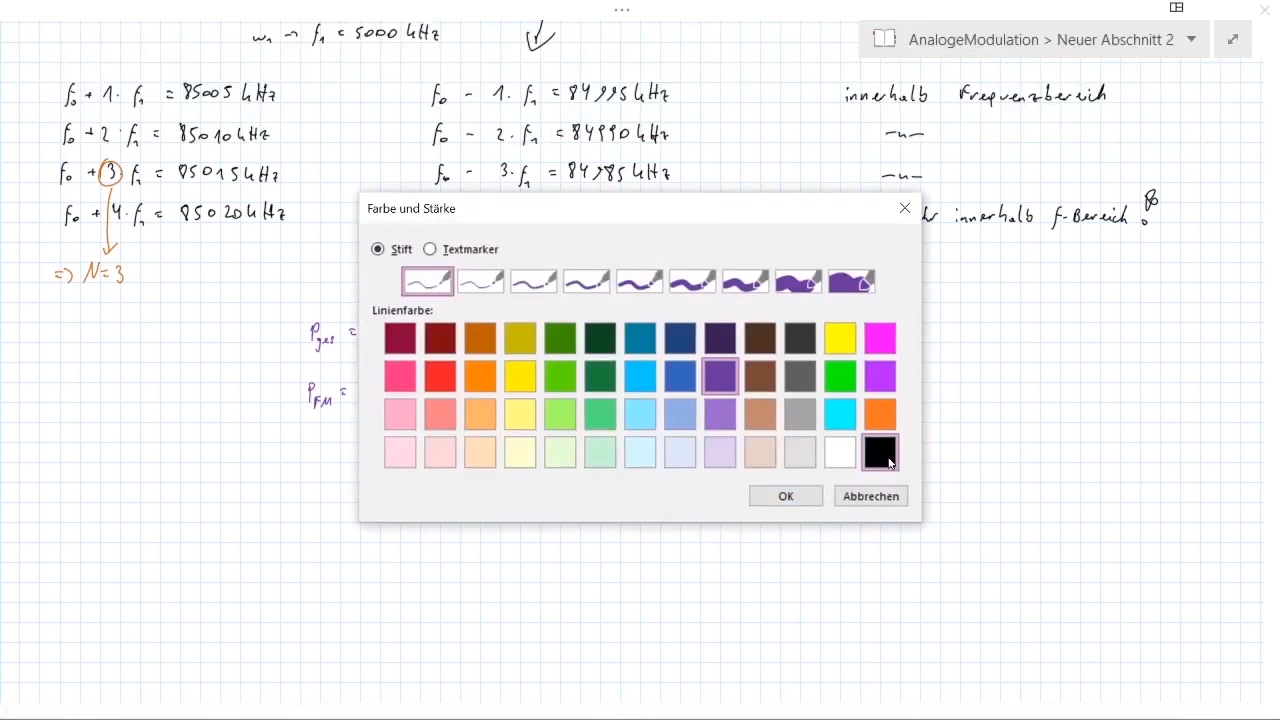 ω₁ → f₁ = 5000 kHz
AnalogeModulation > Neuer Abschnitt 2
f₀ + 1 · f₁ = 85005 kHz
f₀ - 1 · f₁ = 84995 kHz
innerhalb Frequenzbereich
f₀ + 2 · f₁ = 85010 kHz
f₀ - 2 · f₁ = 84990 kHz
-"-
f₀ + 3 f₁ = 85015 kHz
f₀ - 3 · f₁ = 84985 kHz
-"-
f₀ + 4 · f₁ = 85020 kHz
hr innerhalb f-Bereich !
=> N=3
P_ges =
P_FM =
Farbe und Stärke
Stift
Textmarker
Linienfarbe:
OK
Abbrechen